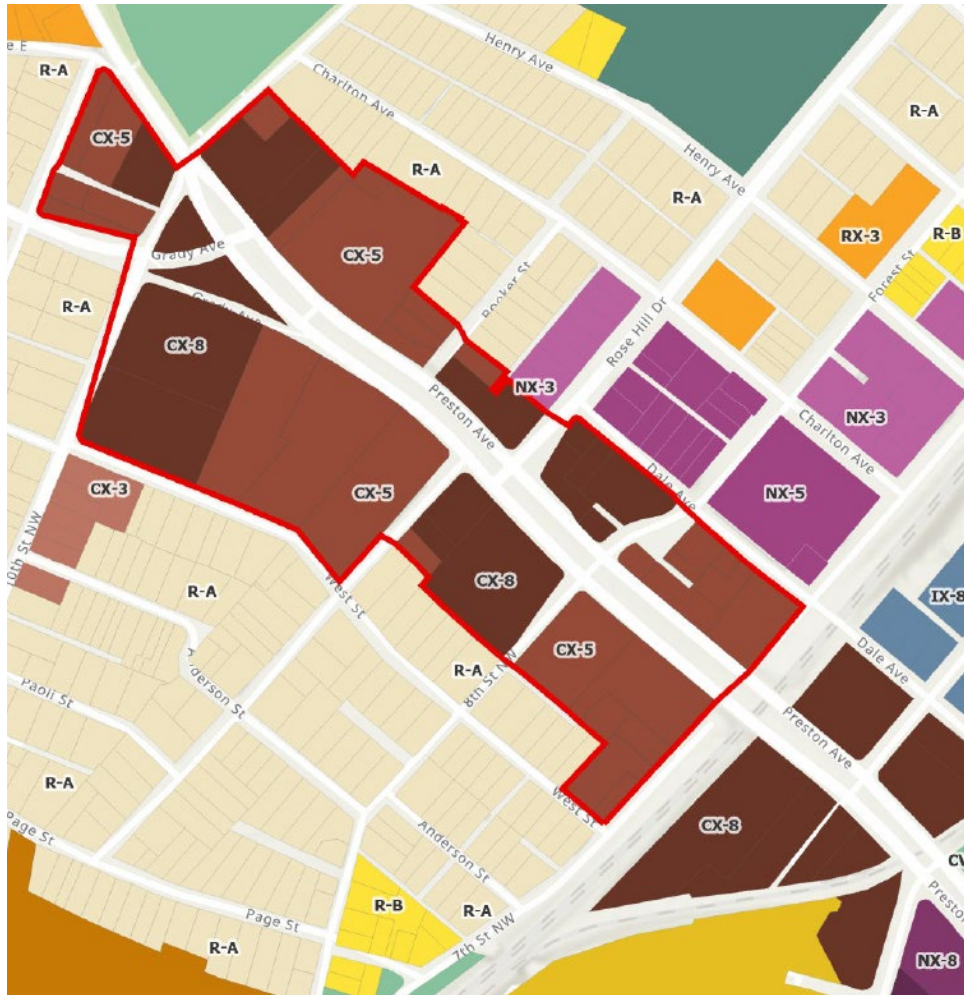 e E
R-A
Henry Ave
Charlton Ave
CX-5
R-A
R-A
Henry Ave
R-A
Grady Ave
CX-5
RX-3
R-B
Forest St
R-A
Grady Ave
Booker St
Rose Hill Dr
CX-8
Preston Ave
NX-3
NX-3
Charlton Ave
CX-3
CX-5
Dale Ave
NX-5
10th St NW
West St
CX-8
IX-8
R-A
Anderson St
Paoli St
R-A
8th St NW
CX-5
Dale Ave
Preston Ave
R-A
Page St
West St
Anderson St
CX-8
Preston
R-B
R-A
Page St
R-A
7th St NW
NX-8